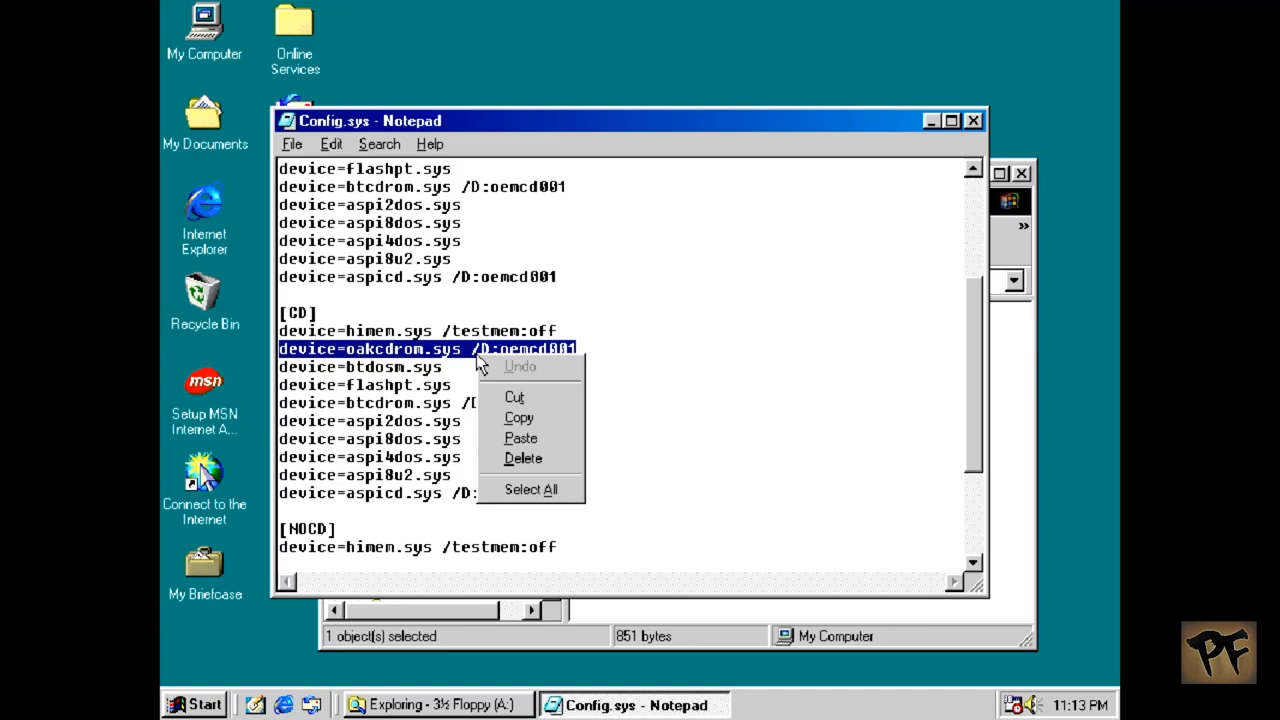 My Computer
Online
Services
My Documents
Internet
Explorer
Recycle Bin
msn
Setup MSN
Internet A...
Connect to the
Internet
My Briefcase
Config.sys - Notepad
File Edit Search Help
device=flashpt.sys
device=btcdrom.sys /D:oemcd001
device=aspi2dos.sys
device=aspi8dos.sys
device=aspi4dos.sys
device=aspi8u2.sys
device=aspicd.sys /D:oemcd001
[CD]
device=himem.sys /testmem:off
device=oakcdrom.sys /D:oemcd001
device=btdosm.sys
device=flashpt.sys
device=btcdrom.sys
device=aspi2dos.sys
device=aspi8dos.sys
device=aspi4dos.sys
device=aspi8u2.sys
device=aspicd.sys /D:
[NOCD]
device=himem.sys /testmem:off
Undo
Cut
Copy
Paste
Delete
Select All
»
1 object(s) selected 851 bytes My Computer
Start Exploring - 3½ Floppy (A:) Config.sys - Notepad 11:13 PM
PF